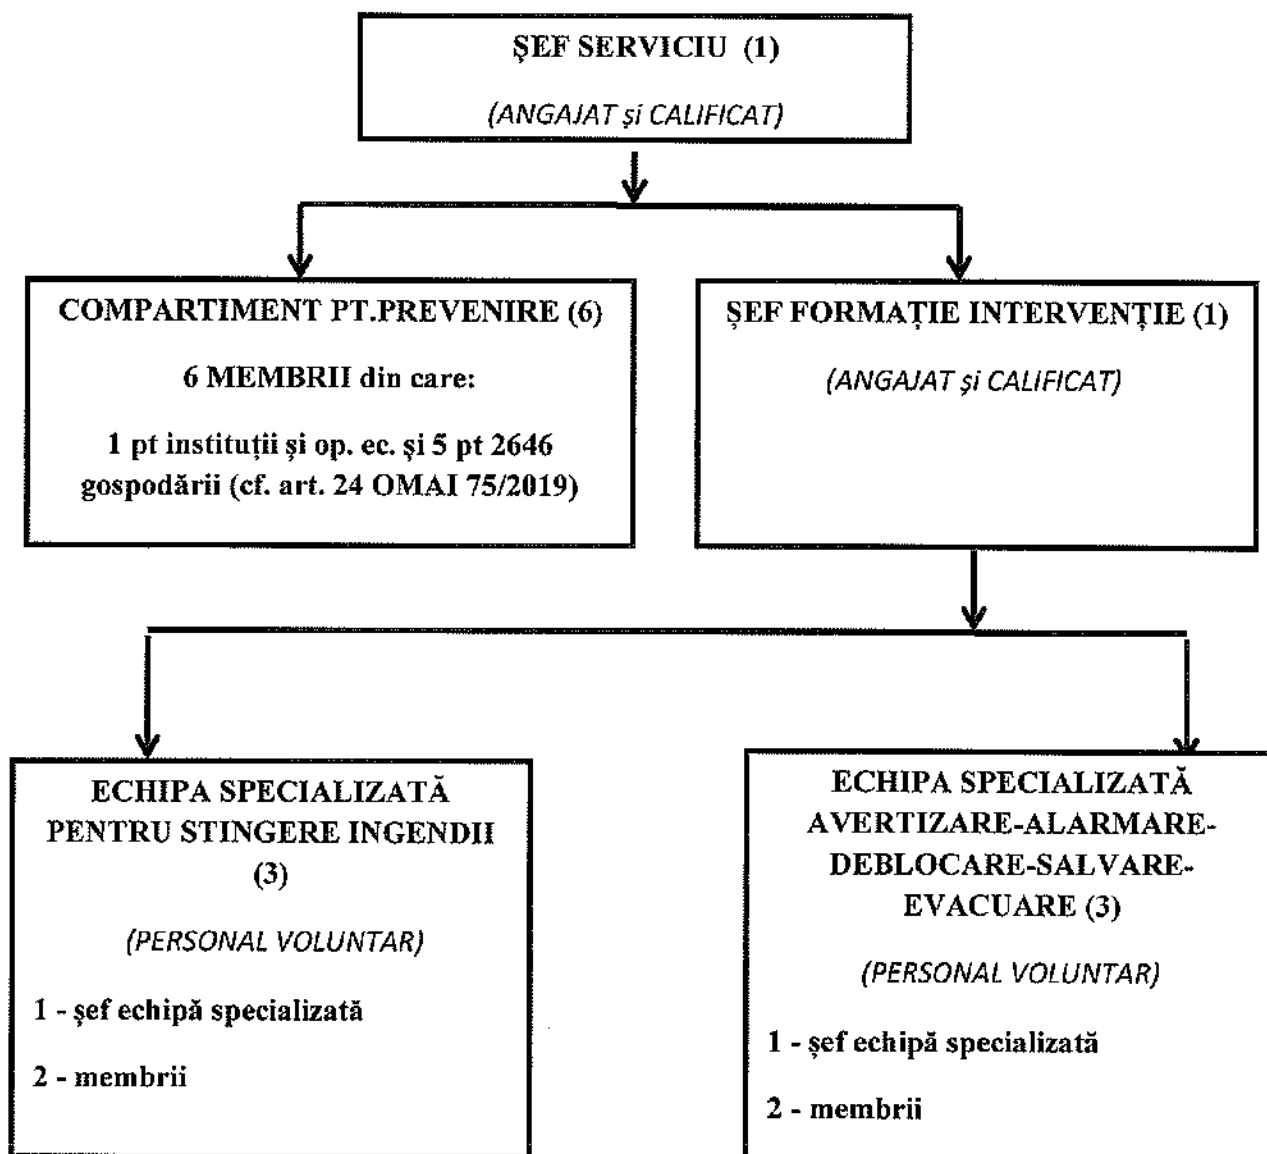 ȘEF SERVICIU (1)
(ANGAJAT și CALIFICAT)
COMPARTIMENT PT.PREVENIRE (6)
6 MEMBRII din care:
1 pt instituții și op. ec. și 5 pt 2646
gospodării (cf. art. 24 OMAI 75/2019)
ȘEF FORMAȚIE INTERVENȚIE (1)
(ANGAJAT și CALIFICAT)
ECHIPA SPECIALIZATĂ
PENTRU STINGERE INGENDII
(3)
(PERSONAL VOLUNTAR)
1 - șef echipă specializată
2 - membrii
ECHIPA SPECIALIZATĂ
AVERTIZARE-ALARMARE-
DEBLOCARE-SALVARE-
EVACUARE (3)
(PERSONAL VOLUNTAR)
1 - șef echipă specializată
2 - membrii